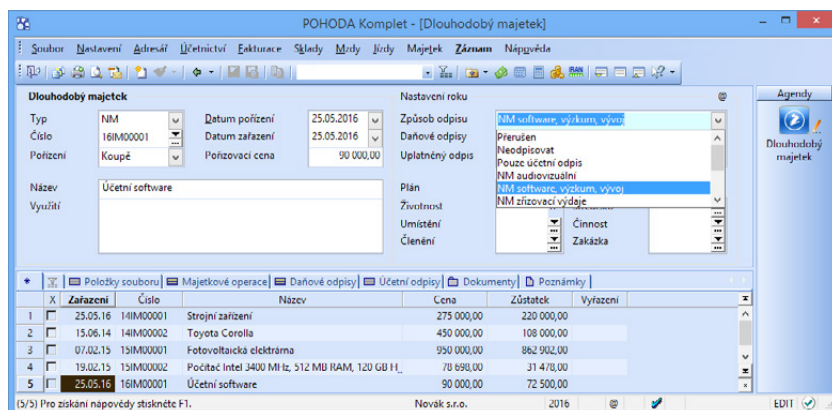 POHODA Komplet - [Dlouhodobý majetek]
Soubor Nastavení Adresář Účetnictví Fakturace Sklady Mzdy Jízdy Majetek Záznam Nápověda
Dlouhodobý majetek
Typ NM Datum pořízení 25.05.2016
Číslo 16IM00001 Datum zařazení 25.05.2016
Pořízení Koupě Pořizovací cena 90 000,00
Název Účetní software
Využití
Nastavení roku @
Způsob odpisu NM software, výzkum, vývoj
Daňové odpisy
Uplatněný odpis
Přerušen
Neodpisovat
Pouze účetní odpis
NM audiovizuální
NM software, výzkum, vývoj
NM zřizovací výdaje
Plán
Životnost
Umístění Činnost
Členění Zakázka
Agendy
Dlouhodobý
majetek
* Položky souboru Majetkové operace Daňové odpisy Účetní odpisy Dokumenty Poznámky
X Zařazení Číslo Název Cena Zůstatek Vyřazení
1 25.05.16 14IM00001 Strojní zařízení 275 000,00 220 000,00
2 15.06.14 14IM00002 Toyota Corolla 450 000,00 108 000,00
3 07.02.15 15IM00001 Fotovoltaická elektrárna 950 000,00 862 902,00
4 19.02.15 15IM00002 Počítač Intel 3400 MHz, 512 MB RAM, 120 GB H_ 78 698,00 31 478,00
5 25.05.16 16IM00001 Účetní software 90 000,00 72 500,00
(5/5) Pro získání nápovědy stiskněte F1. Novák s.r.o. 2016 @ EDIT